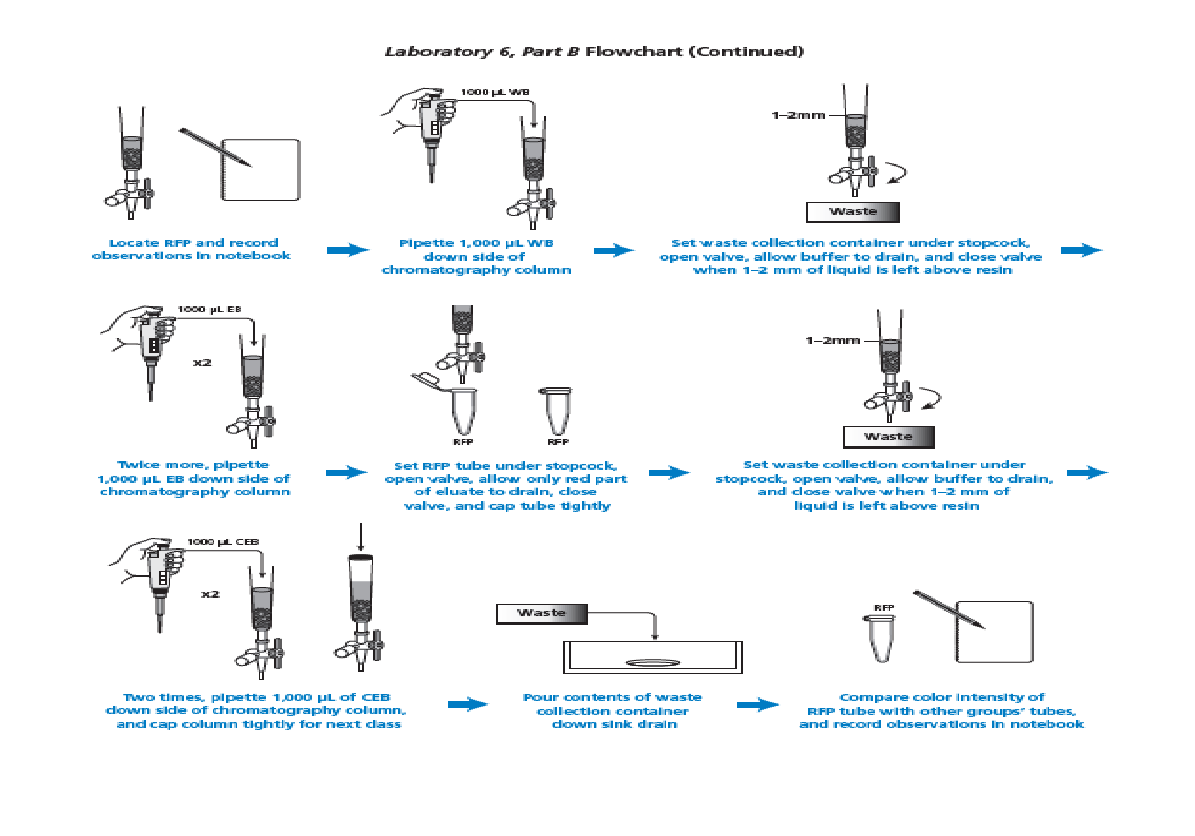 Laboratory 6, Part B Flowchart (Continued)
1000 µL WB
1–2mm
Waste
Locate RFP and record
observations in notebook
Pipette 1,000 µL WB
down side of
chromatography column
Set waste collection container under stopcock,
open valve, allow buffer to drain, and close valve
when 1–2 mm of liquid is left above resin
1000 µL EB
x2
RFP
RFP
1–2mm
Waste
Twice more, pipette
1,000 µL EB down side of
chromatography column
Set RFP tube under stopcock,
open valve, allow only red part
of eluate to drain, close
valve, and cap tube tightly
Set waste collection container under
stopcock, open valve, allow buffer to drain,
and close valve when 1–2 mm of
liquid is left above resin
1000 µL CEB
x2
Waste
RFP
Two times, pipette 1,000 µL of CEB
down side of chromatography column,
and cap column tightly for next class
Pour contents of waste
collection container
down sink drain
Compare color intensity of
RFP tube with other groups’ tubes,
and record observations in notebook